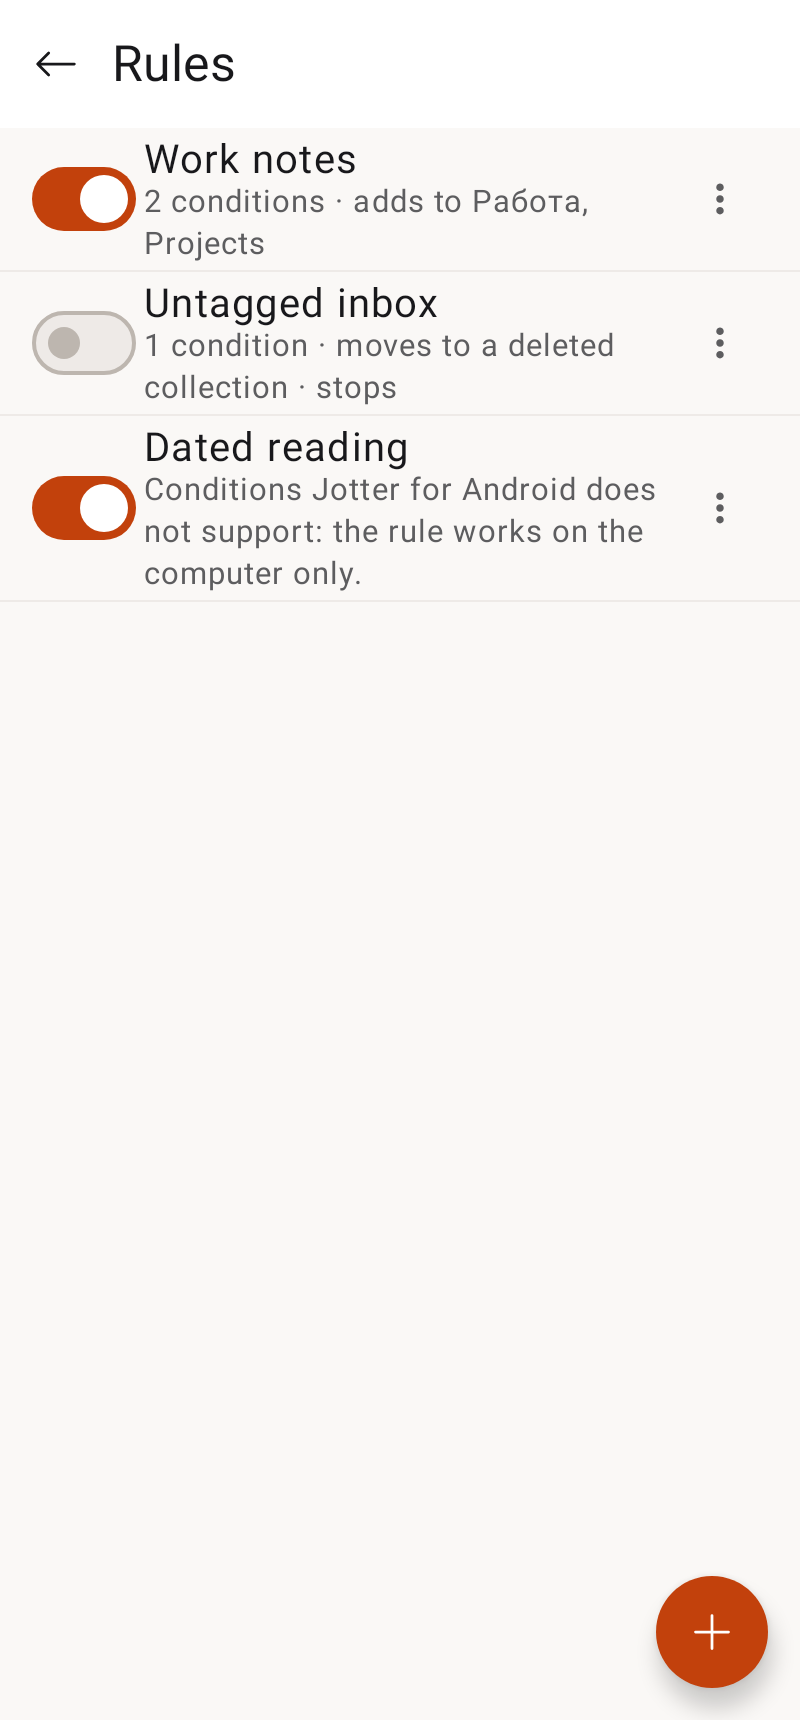 Rules
Work notes
2 conditions · adds to Работа,
Projects
Untagged inbox
1 condition · moves to a deleted
collection · stops
Dated reading
Conditions Jotter for Android does
not support: the rule works on the
computer only.